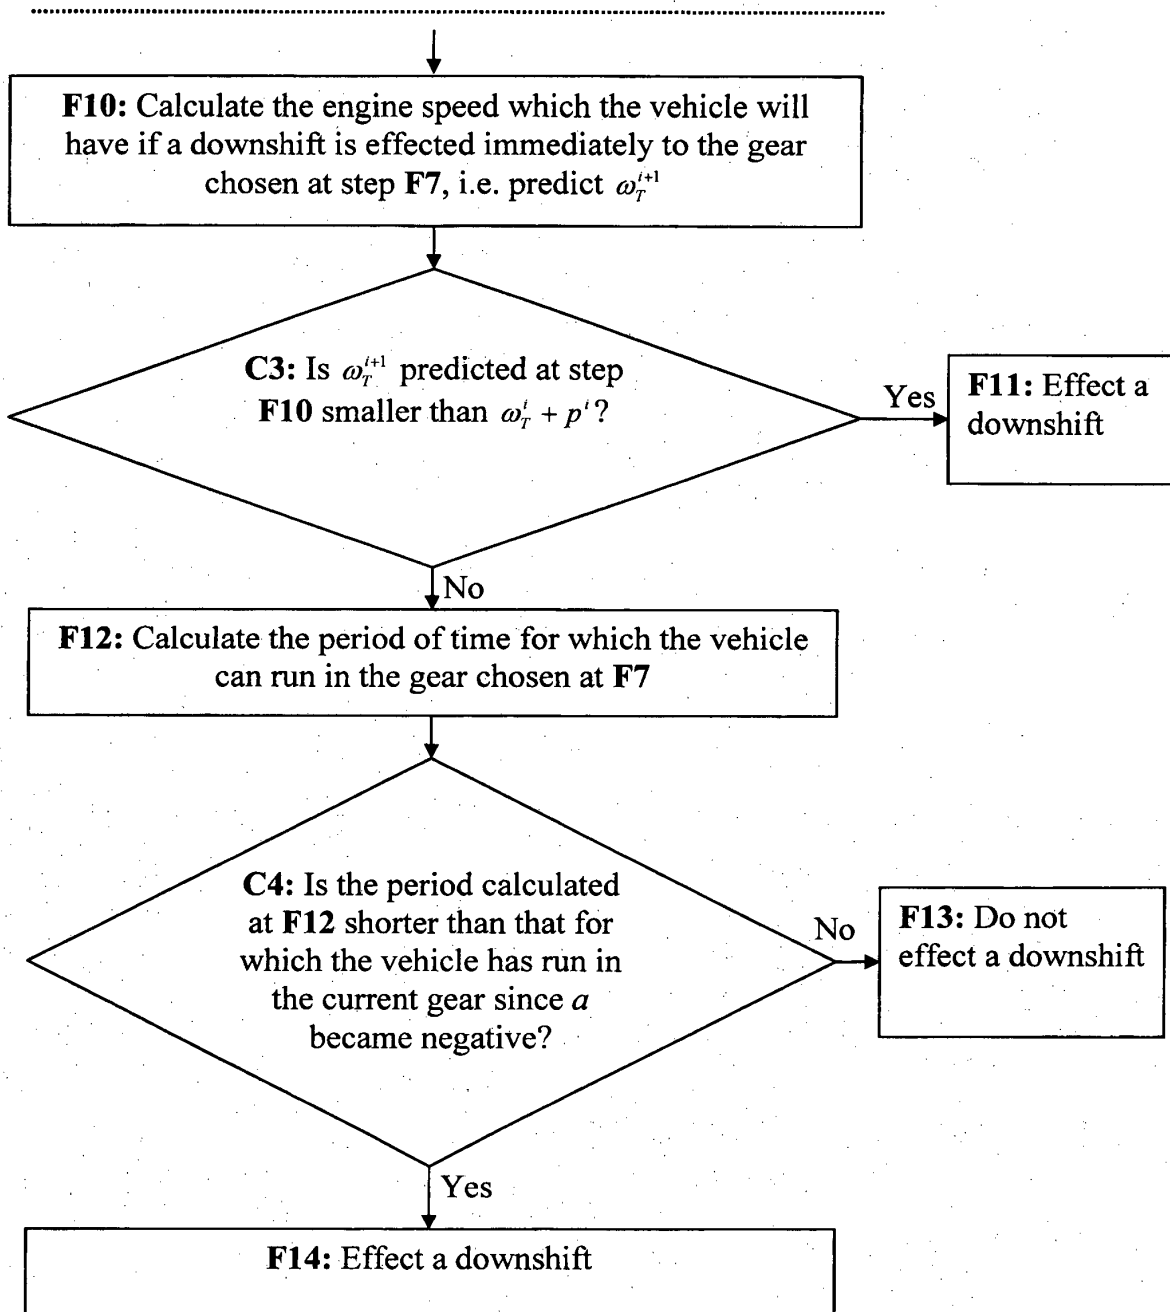 F10: Calculate the engine speed which the vehicle will
have if a downshift is effected immediately to the gear
chosen at step F7, i.e. predict ω_T^{i+1}
C3: Is ω_T^{i+1} predicted at step
F10 smaller than ω_T^i + p^i?
Yes
F11: Effect a
downshift
No
F12: Calculate the period of time for which the vehicle
can run in the gear chosen at F7
C4: Is the period calculated
at F12 shorter than that for
which the vehicle has run in
the current gear since a
became negative?
No
F13: Do not
effect a downshift
Yes
F14: Effect a downshift